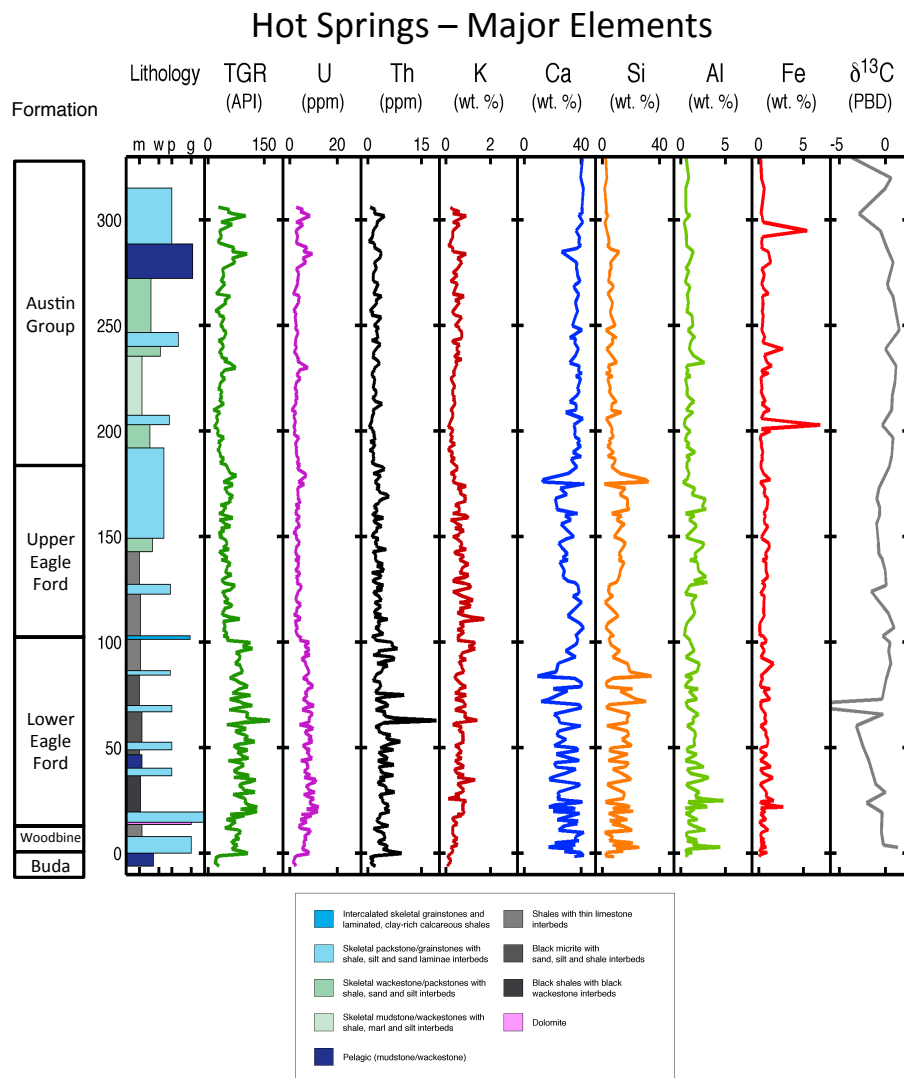 Hot Springs – Major Elements
Lithology TGR U Th K Ca Si Al Fe δ13C
(API) (ppm) (ppm) (wt. %) (wt. %) (wt. %) (wt. %) (wt. %) (PBD)
Formation
m w p g 0 150 0 20 0 15 0 2 0 40 0 40 0 5 0 5 -5 0
300
Austin
Group
250
200
Upper
Eagle
Ford
150
100
Lower
Eagle
Ford
50
Woodbine
0
Buda
Intercalated skeletal grainstones and
laminated, clay-rich calcareous shales
Skeletal packstone/grainstones with
shale, silt and sand laminae interbeds
Skeletal wackestone/packstones with
shale, sand and silt interbeds
Skeletal mudstone/wackestones with
shale, marl and silt interbeds
Pelagic (mudstone/wackestone)
Shales with thin limestone
interbeds
Black micrite with
sand, silt and shale interbeds
Black shales with black
wackestone interbeds
Dolomite